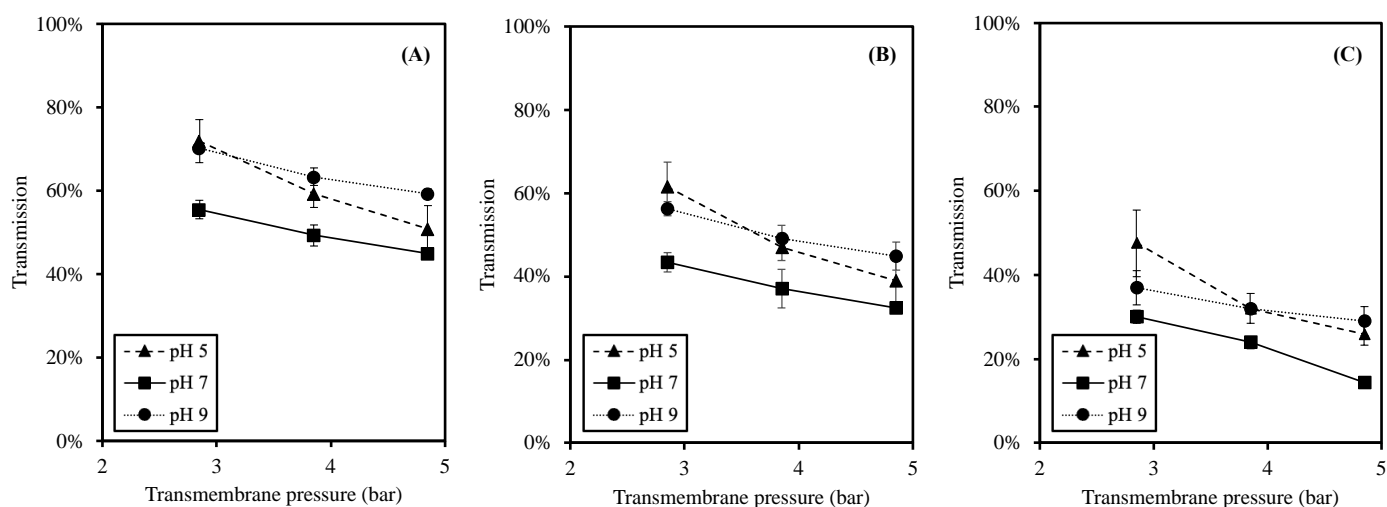 100%
80%
60%
40%
20%
0%
Transmission
(A)
pH 5
pH 7
pH 9
2 3 4 5
Transmembrane pressure (bar)
100%
80%
60%
40%
20%
0%
Transmission
(B)
pH 5
pH 7
pH 9
2 3 4 5
Transmembrane pressure (bar)
100%
80%
60%
40%
20%
0%
Transmission
(C)
pH 5
pH 7
pH 9
2 3 4 5
Transmembrane pressure (bar)